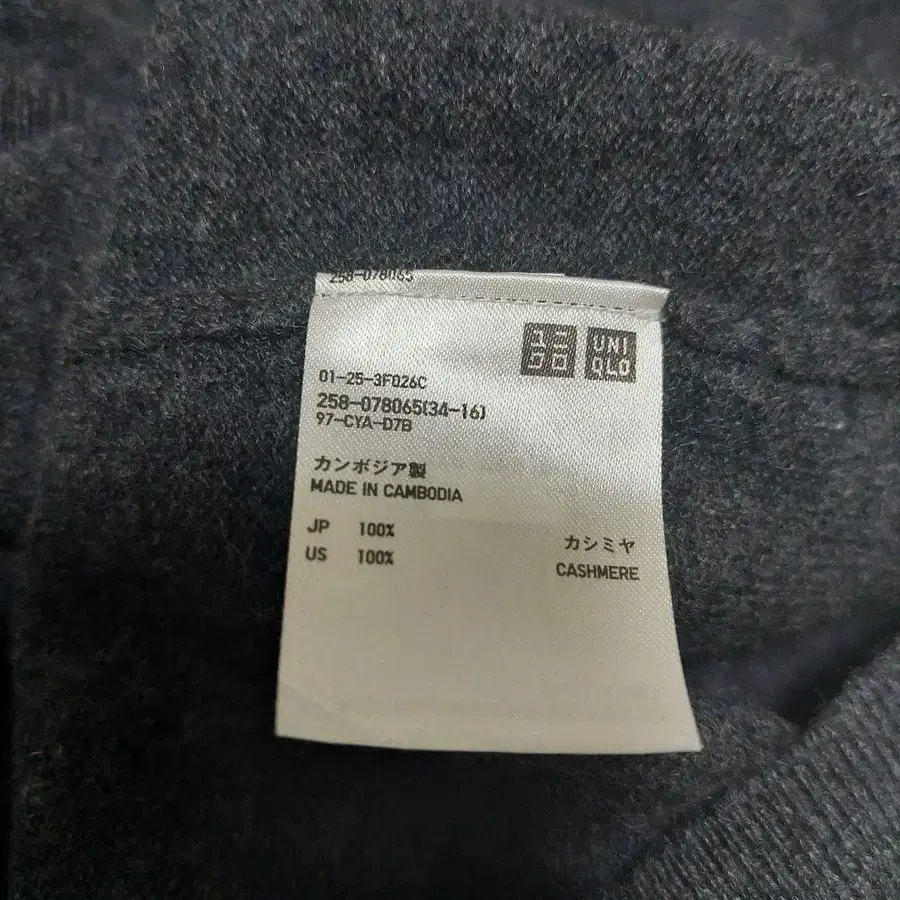 258-078065
ユニ
クロ
UNI
QLO
01-25-3F026C
258-078065(34-16)
97-CYA-D7B
カンボジア製
MADE IN CAMBODIA
JP 100% カシミヤ
US 100% CASHMERE